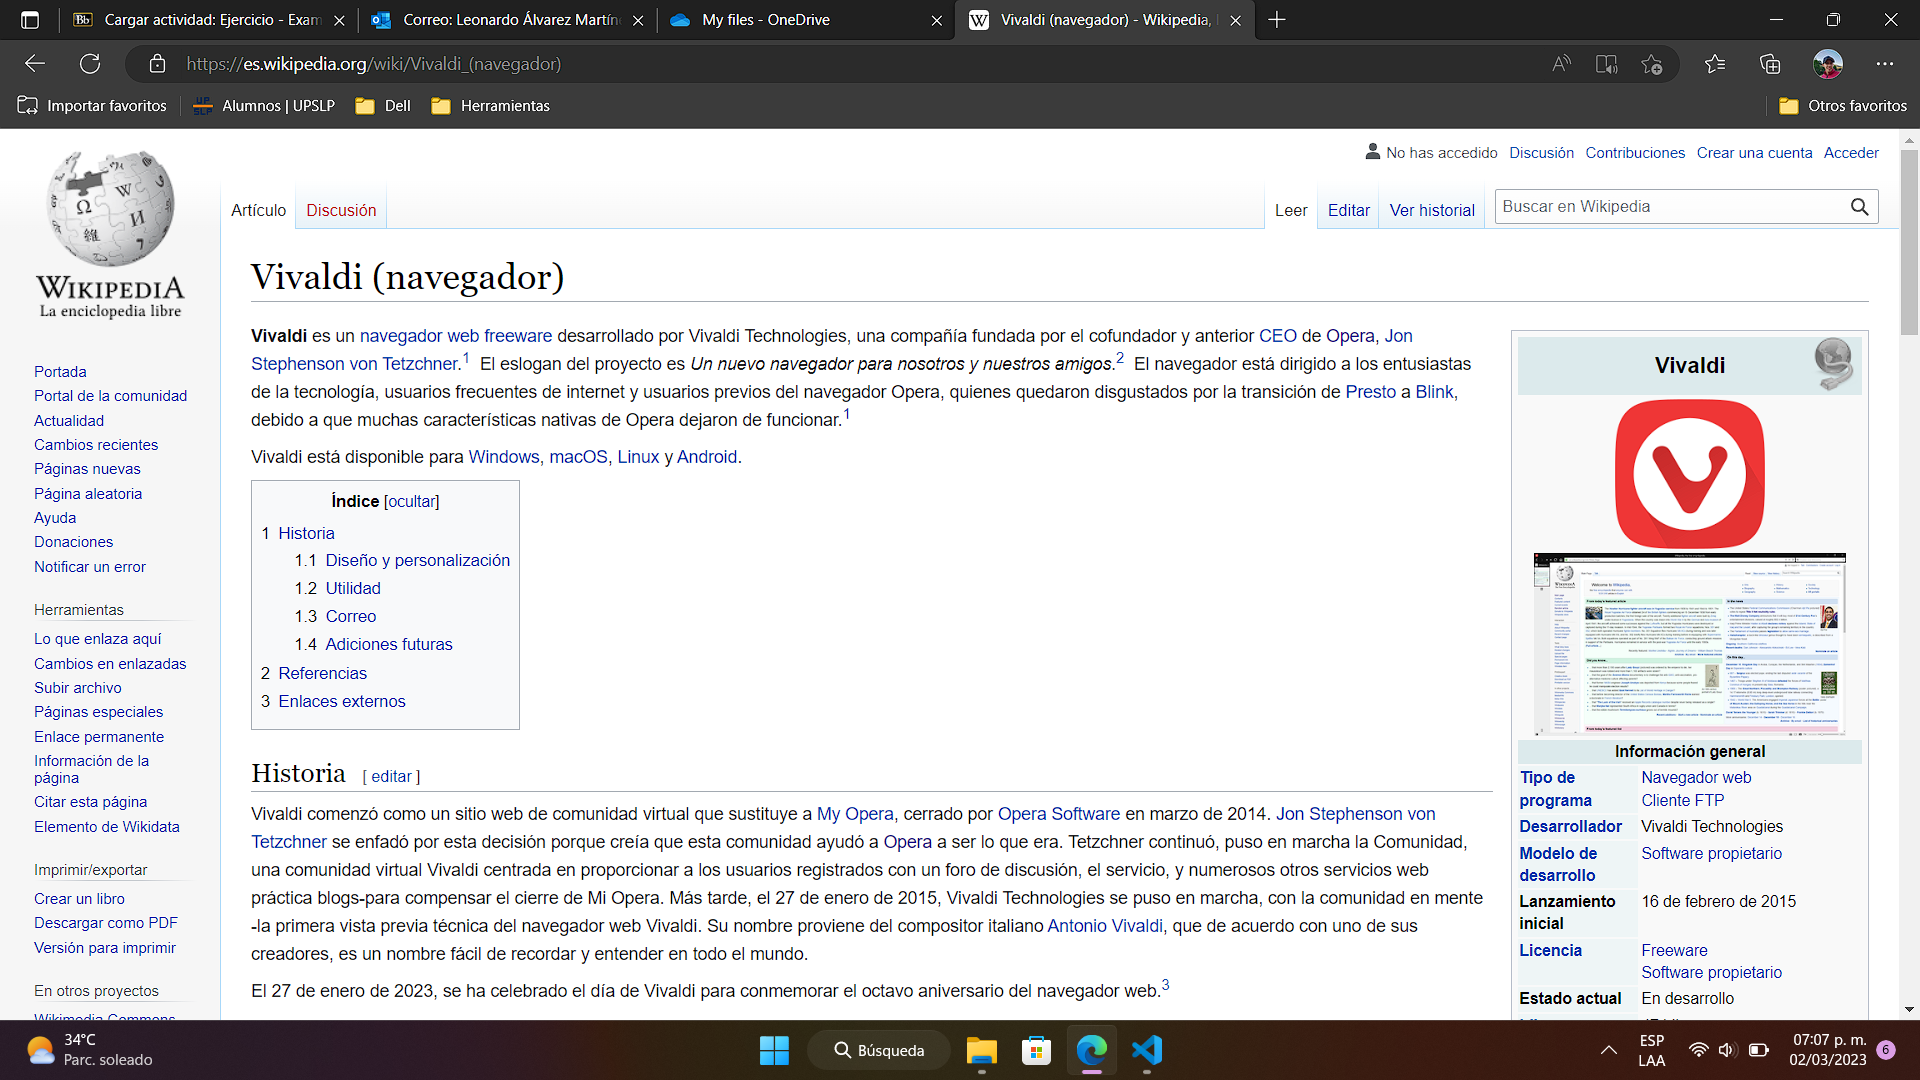 Cargar actividad: Ejercicio - Exam
Correo: Leonardo Álvarez Martín
My files - OneDrive
Vivaldi (navegador) - Wikipedia, l
https://es.wikipedia.org/wiki/Vivaldi_(navegador)
Importar favoritos
Alumnos | UPSLP
Dell
Herramientas
Otros favoritos
No has accedido Discusión Contribuciones Crear una cuenta Acceder
Artículo Discusión
Leer Editar Ver historial
Buscar en Wikipedia
WIKIPEDIA
La enciclopedia libre
Portada
Portal de la comunidad
Actualidad
Cambios recientes
Páginas nuevas
Página aleatoria
Ayuda
Donaciones
Notificar un error
Herramientas
Lo que enlaza aquí
Cambios en enlazadas
Subir archivo
Páginas especiales
Enlace permanente
Información de la
página
Citar esta página
Elemento de Wikidata
Imprimir/exportar
Crear un libro
Descargar como PDF
Versión para imprimir
En otros proyectos
Wikimedia Commons
Vivaldi (navegador)
Vivaldi es un navegador web freeware desarrollado por Vivaldi Technologies, una compañía fundada por el cofundador y anterior CEO de Opera, Jon
Stephenson von Tetzchner.1 El eslogan del proyecto es Un nuevo navegador para nosotros y nuestros amigos.2 El navegador está dirigido a los entusiastas
de la tecnología, usuarios frecuentes de internet y usuarios previos del navegador Opera, quienes quedaron disgustados por la transición de Presto a Blink,
debido a que muchas características nativas de Opera dejaron de funcionar.1
Vivaldi está disponible para Windows, macOS, Linux y Android.
Índice [ocultar]
1 Historia
1.1 Diseño y personalización
1.2 Utilidad
1.3 Correo
1.4 Adiciones futuras
2 Referencias
3 Enlaces externos
Historia [ editar ]
Vivaldi comenzó como un sitio web de comunidad virtual que sustituye a My Opera, cerrado por Opera Software en marzo de 2014. Jon Stephenson von
Tetzchner se enfadó por esta decisión porque creía que esta comunidad ayudó a Opera a ser lo que era. Tetzchner continuó, puso en marcha la Comunidad,
una comunidad virtual Vivaldi centrada en proporcionar a los usuarios registrados con un foro de discusión, el servicio, y numerosos otros servicios web
práctica blogs-para compensar el cierre de Mi Opera. Más tarde, el 27 de enero de 2015, Vivaldi Technologies se puso en marcha, con la comunidad en mente
-la primera vista previa técnica del navegador web Vivaldi. Su nombre proviene del compositor italiano Antonio Vivaldi, que de acuerdo con uno de sus
creadores, es un nombre fácil de recordar y entender en todo el mundo.
El 27 de enero de 2023, se ha celebrado el día de Vivaldi para conmemorar el octavo aniversario del navegador web.3
Vivaldi
Información general
Tipo de Navegador web
programa Cliente FTP
Desarrollador Vivaldi Technologies
Modelo de Software propietario
desarrollo
Lanzamiento 16 de febrero de 2015
inicial
Licencia Freeware
Software propietario
Estado actual En desarrollo
34°C
Parc. soleado
Búsqueda
ESP
LAA
07:07 p. m.
02/03/2023
6